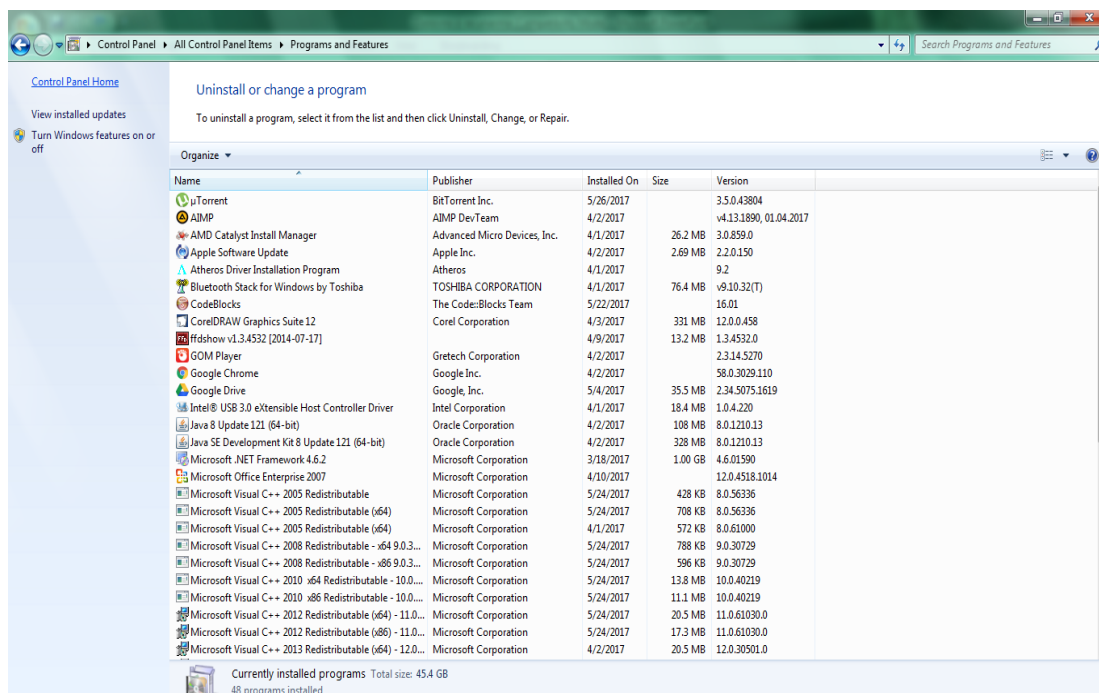 Control Panel ▸ All Control Panel Items ▸ Programs and Features
Search Programs and Features
Control Panel Home
View installed updates
Turn Windows features on or
off
Uninstall or change a program
To uninstall a program, select it from the list and then click Uninstall, Change, or Repair.
Organize
Name Publisher Installed On Size Version
µTorrent BitTorrent Inc. 5/26/2017 3.5.0.43804
AIMP AIMP DevTeam 4/2/2017 v4.13.1890, 01.04.2017
AMD Catalyst Install Manager Advanced Micro Devices, Inc. 4/1/2017 26.2 MB 3.0.859.0
Apple Software Update Apple Inc. 4/2/2017 2.69 MB 2.2.0.150
Atheros Driver Installation Program Atheros 4/1/2017 9.2
Bluetooth Stack for Windows by Toshiba TOSHIBA CORPORATION 4/1/2017 76.4 MB v9.10.32(T)
CodeBlocks The Code::Blocks Team 5/22/2017 16.01
CorelDRAW Graphics Suite 12 Corel Corporation 4/3/2017 331 MB 12.0.0.458
ffdshow v1.3.4532 [2014-07-17] 4/9/2017 13.2 MB 1.3.4532.0
GOM Player Gretech Corporation 4/2/2017 2.3.14.5270
Google Chrome Google Inc. 4/2/2017 58.0.3029.110
Google Drive Google, Inc. 5/4/2017 35.5 MB 2.34.5075.1619
Intel® USB 3.0 eXtensible Host Controller Driver Intel Corporation 4/1/2017 18.4 MB 1.0.4.220
Java 8 Update 121 (64-bit) Oracle Corporation 4/2/2017 108 MB 8.0.1210.13
Java SE Development Kit 8 Update 121 (64-bit) Oracle Corporation 4/2/2017 328 MB 8.0.1210.13
Microsoft .NET Framework 4.6.2 Microsoft Corporation 3/18/2017 1.00 GB 4.6.01590
Microsoft Office Enterprise 2007 Microsoft Corporation 4/10/2017 12.0.4518.1014
Microsoft Visual C++ 2005 Redistributable Microsoft Corporation 5/24/2017 428 KB 8.0.56336
Microsoft Visual C++ 2005 Redistributable (x64) Microsoft Corporation 5/24/2017 708 KB 8.0.56336
Microsoft Visual C++ 2005 Redistributable (x64) Microsoft Corporation 4/1/2017 572 KB 8.0.61000
Microsoft Visual C++ 2008 Redistributable - x64 9.0.3... Microsoft Corporation 5/24/2017 788 KB 9.0.30729
Microsoft Visual C++ 2008 Redistributable - x86 9.0.3... Microsoft Corporation 5/24/2017 596 KB 9.0.30729
Microsoft Visual C++ 2010 x64 Redistributable - 10.0.... Microsoft Corporation 5/24/2017 13.8 MB 10.0.40219
Microsoft Visual C++ 2010 x86 Redistributable - 10.0.... Microsoft Corporation 5/24/2017 11.1 MB 10.0.40219
Microsoft Visual C++ 2012 Redistributable (x64) - 11.0... Microsoft Corporation 5/24/2017 20.5 MB 11.0.61030.0
Microsoft Visual C++ 2012 Redistributable (x86) - 11.0... Microsoft Corporation 5/24/2017 17.3 MB 11.0.61030.0
Microsoft Visual C++ 2013 Redistributable (x64) - 12.0... Microsoft Corporation 4/2/2017 20.5 MB 12.0.30501.0
Currently installed programs Total size: 45.4 GB
48 programs installed